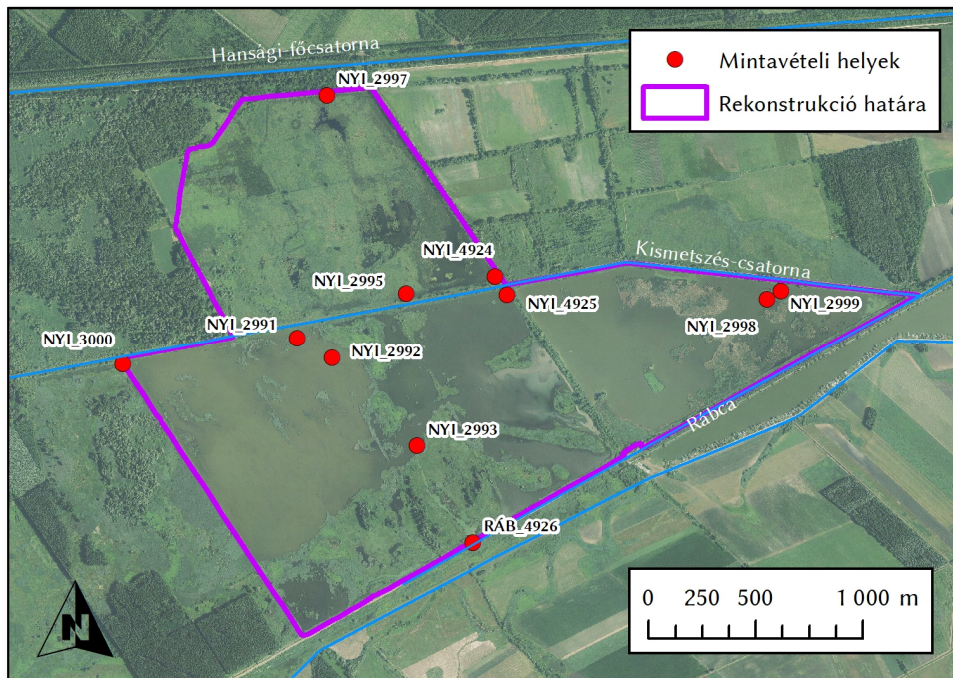 Hansági-főcsatorna
Mintavételi helyek
Rekonstrukció határa
NYI_2997
NYI_4924
Kismetszés-csatorna
NYI_2995
NYI_4925
NYI_2999
NYI_2998
NYI_2991
NYI_3000
NYI_2992
Rábca
NYI_2993
RÁB_4926
0 250 500 1 000 m
N